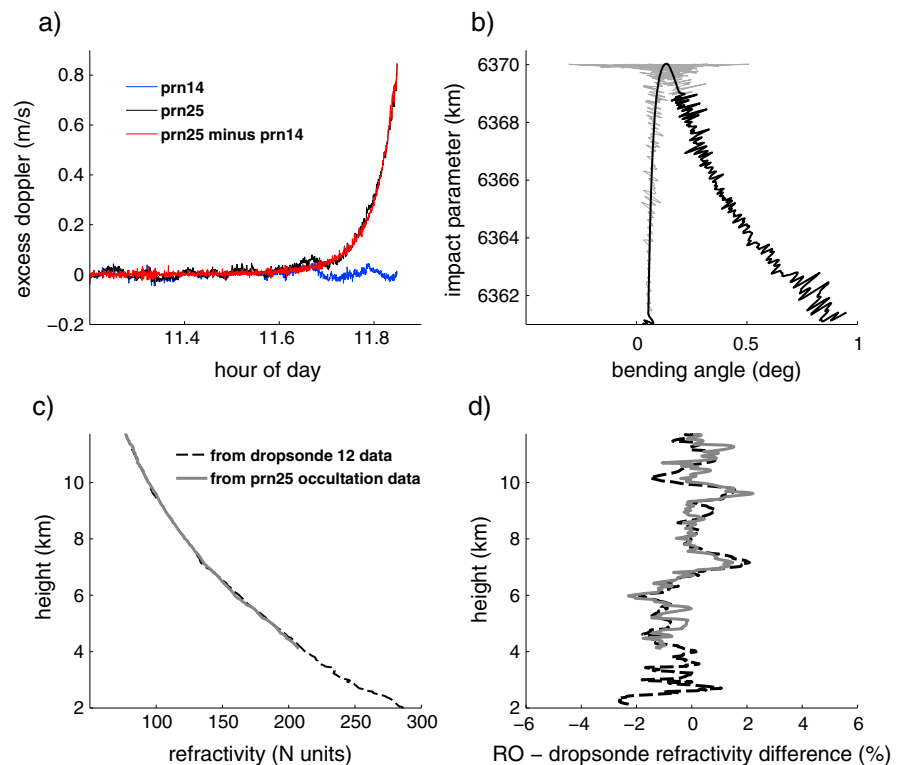 a)
0.8
0.6
0.4
0.2
0
−0.2
excess doppler (m/s)
prn14
prn25
prn25 minus prn14
11.4
11.6
11.8
hour of day
b)
6370
6368
6366
6364
6362
impact parameter (km)
0
0.5
1
bending angle (deg)
c)
10
8
6
4
2
height (km)
from dropsonde 12 data
from prn25 occultation data
100
150
200
250
300
refractivity (N units)
d)
10
8
6
4
2
height (km)
−6
−4
−2
0
2
4
6
RO − dropsonde refractivity difference (%)